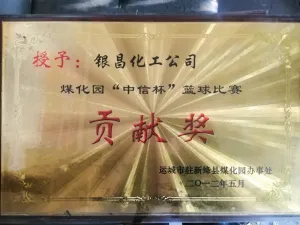 授予：银昌化工公司
煤化园“中信杯”篮球比赛
贡献奖
运城市驻新绛县煤化园办事处
二〇一二年五月